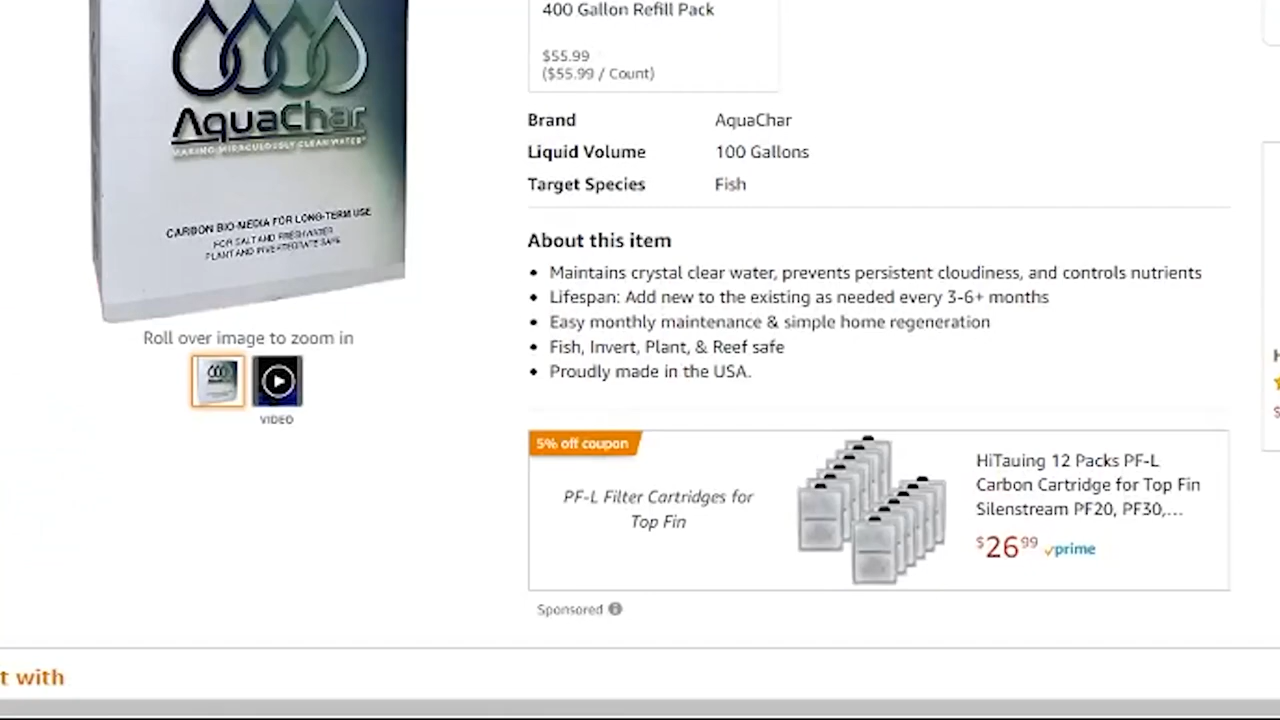 400 Gallon Refill Pack
$55.99
($55.99 / Count)
AquaChar
MAKING MIRACULOUSLY CLEAN WATER
CARBON BIO-MEDIA FOR LONG-TERM USE
FOR SALT AND FRESHWATER
PLANT AND INVERTEBRATE SAFE
Roll over image to zoom in
VIDEO
Brand AquaChar
Liquid Volume 100 Gallons
Target Species Fish
About this item
• Maintains crystal clear water, prevents persistent cloudiness, and controls nutrients
• Lifespan: Add new to the existing as needed every 3-6+ months
• Easy monthly maintenance & simple home regeneration
• Fish, Invert, Plant, & Reef safe
• Proudly made in the USA.
5% off coupon
PF-L Filter Cartridges for
Top Fin
HiTauing 12 Packs PF-L
Carbon Cartridge for Top Fin
Silenstream PF20, PF30,...
$26.99 prime
Sponsored
t with